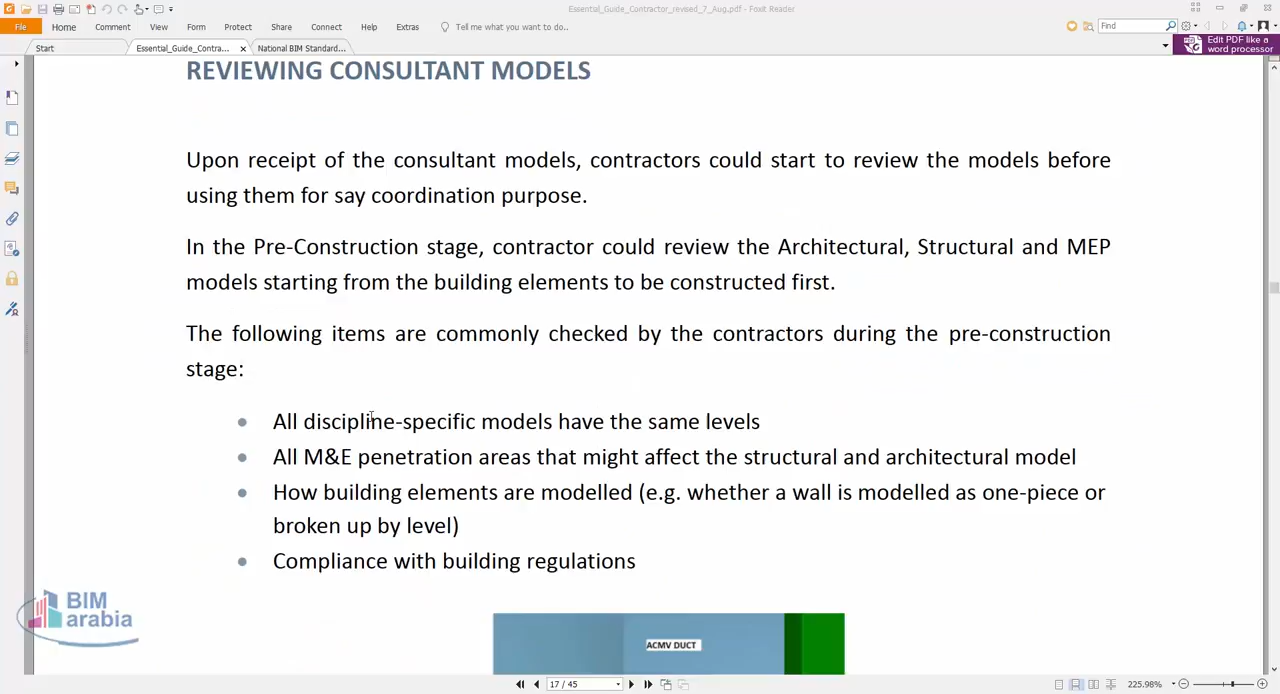 Essential_Guide_Contractor_revised_7_Aug.pdf - Foxit Reader
File Home Comment View Form Protect Share Connect Help Extras Tell me what you want to do.. Find
Edit PDF like a
word processor
Start Essential_Guide_Contra... National BIM Standard...
REVIEWING CONSULTANT MODELS
Upon receipt of the consultant models, contractors could start to review the models before
using them for say coordination purpose.
In the Pre-Construction stage, contractor could review the Architectural, Structural and MEP
models starting from the building elements to be constructed first.
The following items are commonly checked by the contractors during the pre-construction
stage:
• All discipline-specific models have the same levels
• All M&E penetration areas that might affect the structural and architectural model
• How building elements are modelled (e.g. whether a wall is modelled as one-piece or
broken up by level)
• Compliance with building regulations
BIM
arabia
ACMV DUCT
17 / 45
225.98%